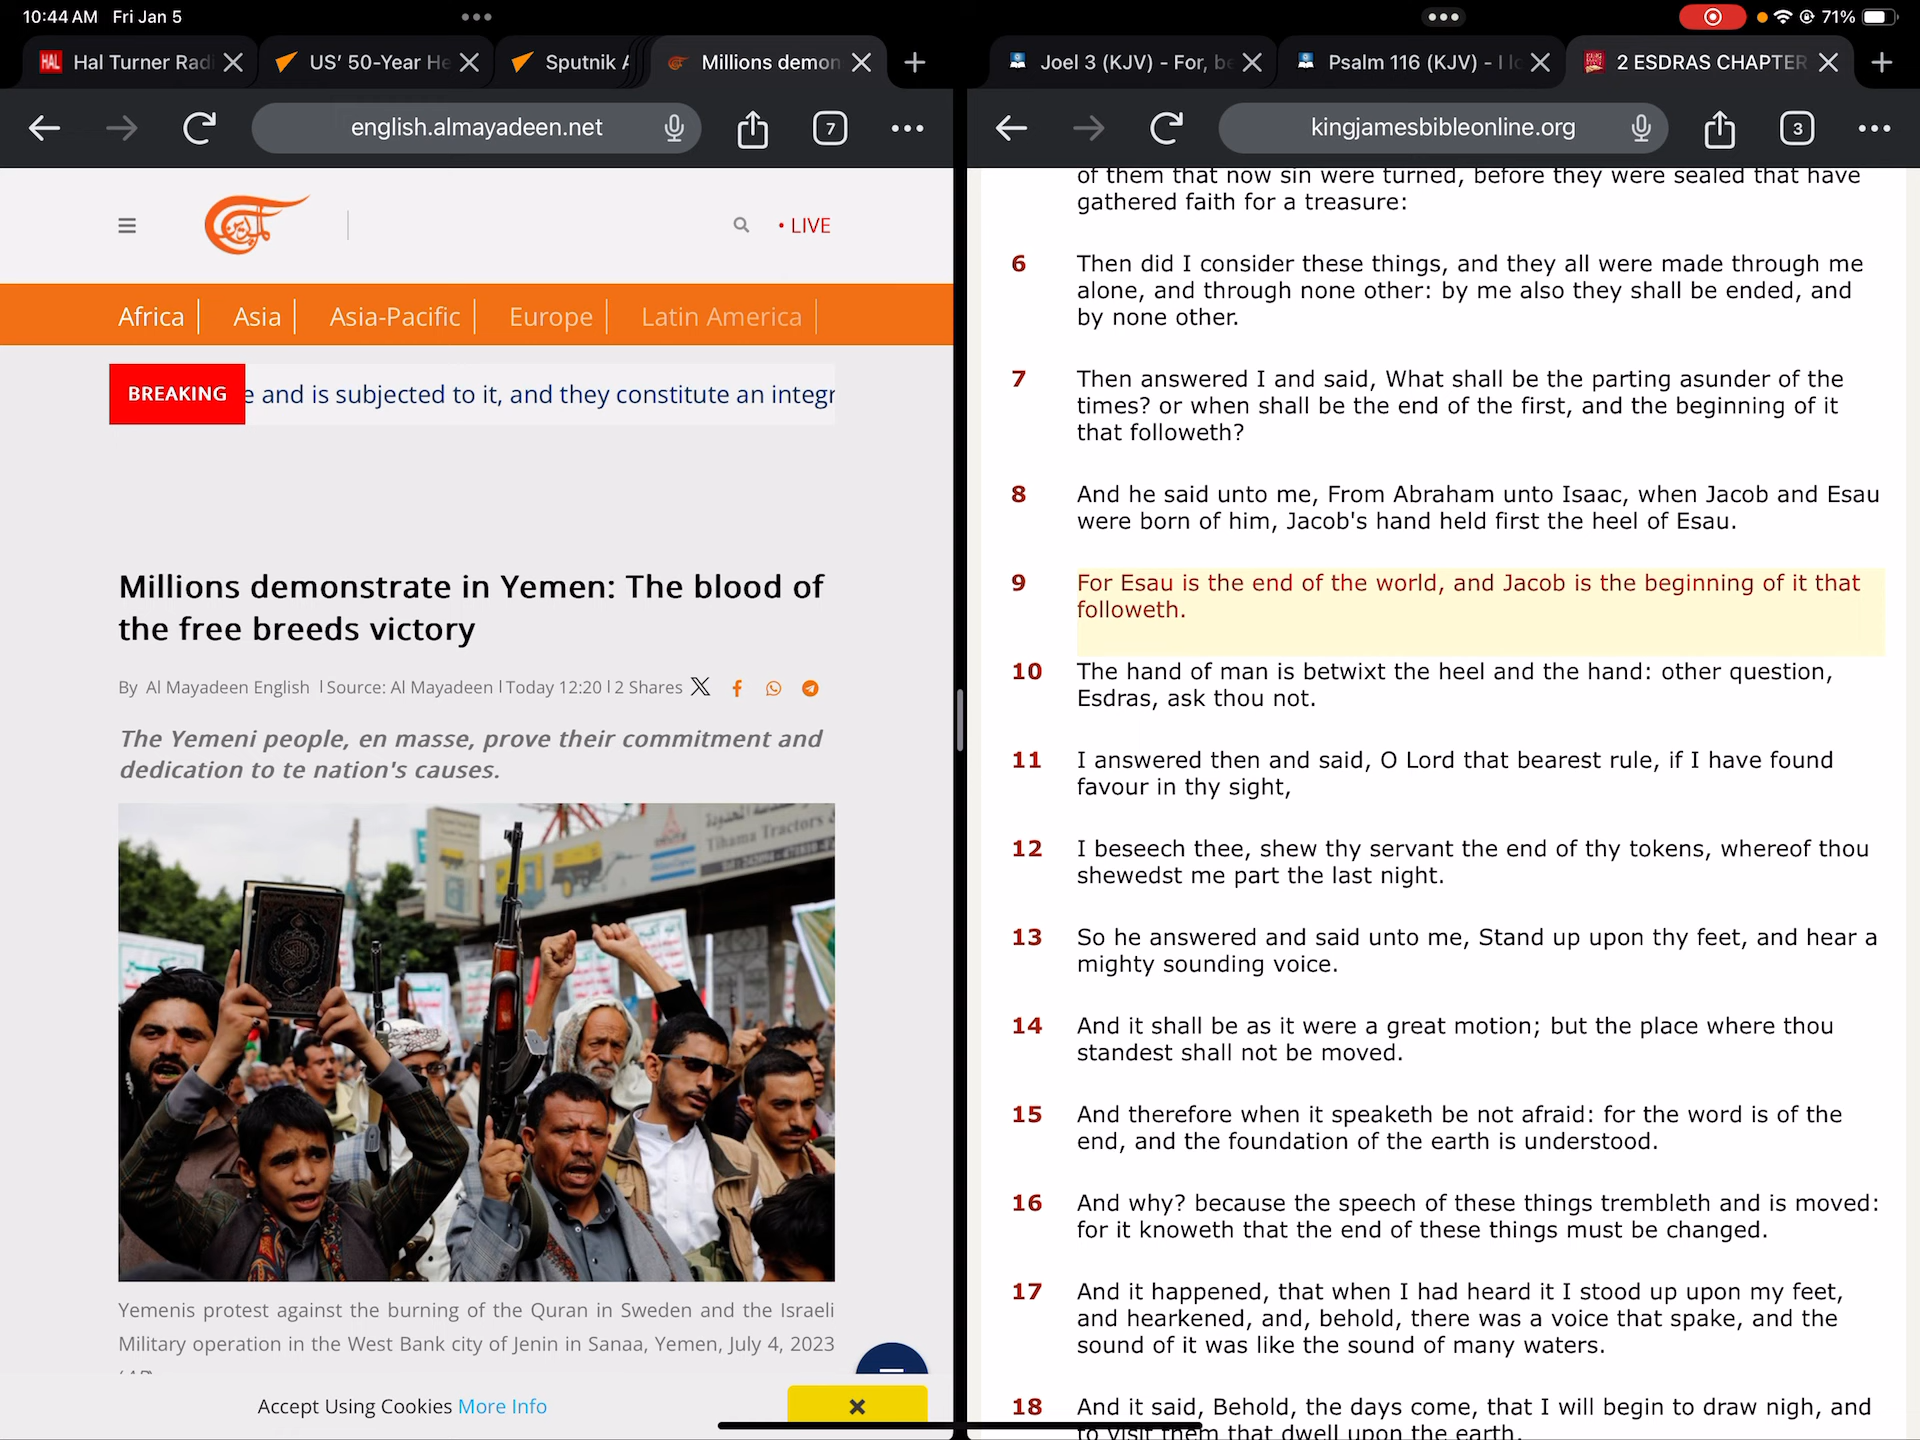 10:44 AM Fri Jan 5
71%
Hal Turner Rad
US' 50-Year He
Sputnik A
Millions demon
english.almayadeen.net
7
LIVE
Africa
Asia
Asia-Pacific
Europe
Latin America
BREAKING
e and is subjected to it, and they constitute an integr
Millions demonstrate in Yemen: The blood of
the free breeds victory
By Al Mayadeen English | Source: Al Mayadeen | Today 12:20 | 2 Shares
The Yemeni people, en masse, prove their commitment and
dedication to te nation's causes.
Tihama Tractors &
Yemenis protest against the burning of the Quran in Sweden and the Israeli
Military operation in the West Bank city of Jenin in Sanaa, Yemen, July 4, 2023
Accept Using Cookies More Info
Joel 3 (KJV) - For, be
Psalm 116 (KJV) - I lo
2 ESDRAS CHAPTER
kingjamesbibleonline.org
3
of them that now sin were turned, before they were sealed that have
gathered faith for a treasure:
6 Then did I consider these things, and they all were made through me
alone, and through none other: by me also they shall be ended, and
by none other.
7 Then answered I and said, What shall be the parting asunder of the
times? or when shall be the end of the first, and the beginning of it
that followeth?
8 And he said unto me, From Abraham unto Isaac, when Jacob and Esau
were born of him, Jacob's hand held first the heel of Esau.
9 For Esau is the end of the world, and Jacob is the beginning of it that
followeth.
10 The hand of man is betwixt the heel and the hand: other question,
Esdras, ask thou not.
11 I answered then and said, O Lord that bearest rule, if I have found
favour in thy sight,
12 I beseech thee, shew thy servant the end of thy tokens, whereof thou
shewedst me part the last night.
13 So he answered and said unto me, Stand up upon thy feet, and hear a
mighty sounding voice.
14 And it shall be as it were a great motion; but the place where thou
standest shall not be moved.
15 And therefore when it speaketh be not afraid: for the word is of the
end, and the foundation of the earth is understood.
16 And why? because the speech of these things trembleth and is moved:
for it knoweth that the end of these things must be changed.
17 And it happened, that when I had heard it I stood up upon my feet,
and hearkened, and, behold, there was a voice that spake, and the
sound of it was like the sound of many waters.
18 And it said, Behold, the days come, that I will begin to draw nigh, and
to visit them that dwell upon the earth,